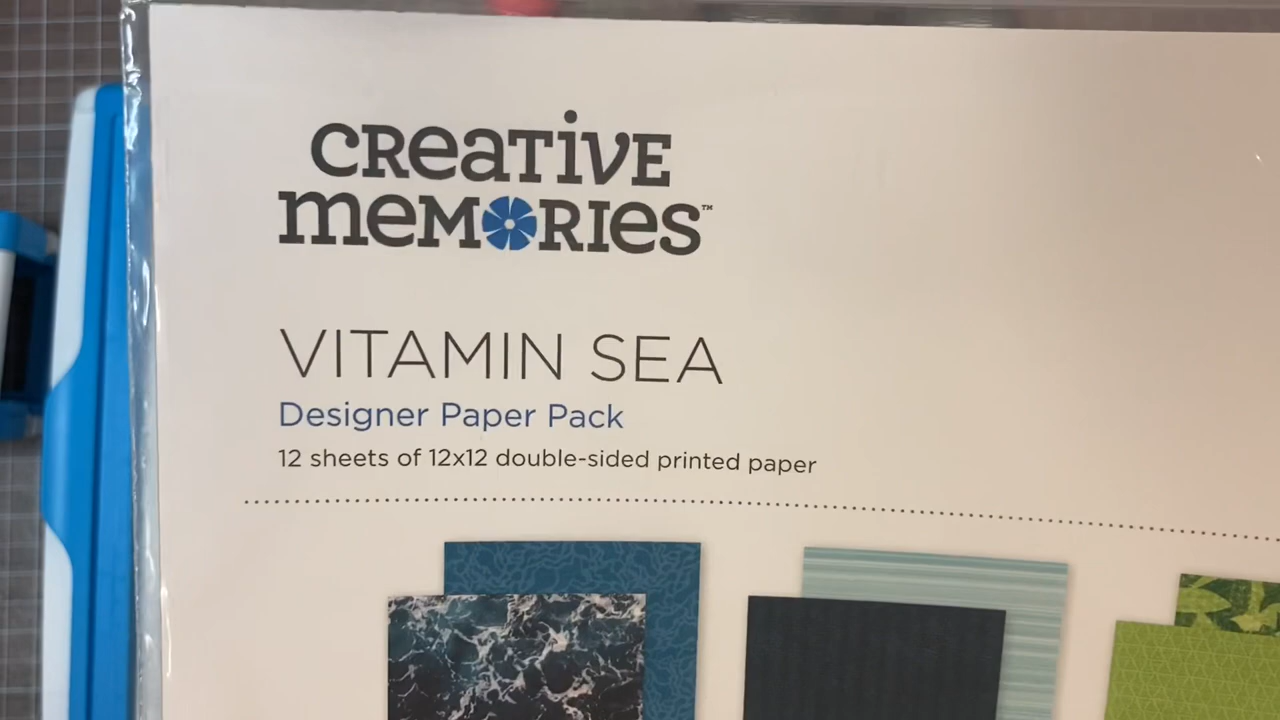 CReaTiVE
memORIes™
VITAMIN SEA
Designer Paper Pack
12 sheets of 12x12 double-sided printed paper